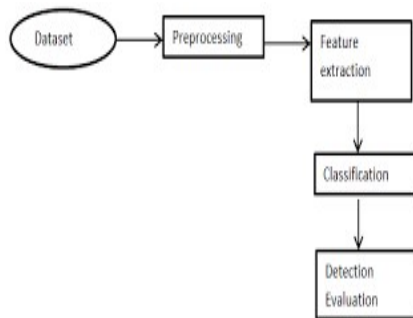 Dataset
Preprocessing
Feature
extraction
Classification
Detection
Evaluation